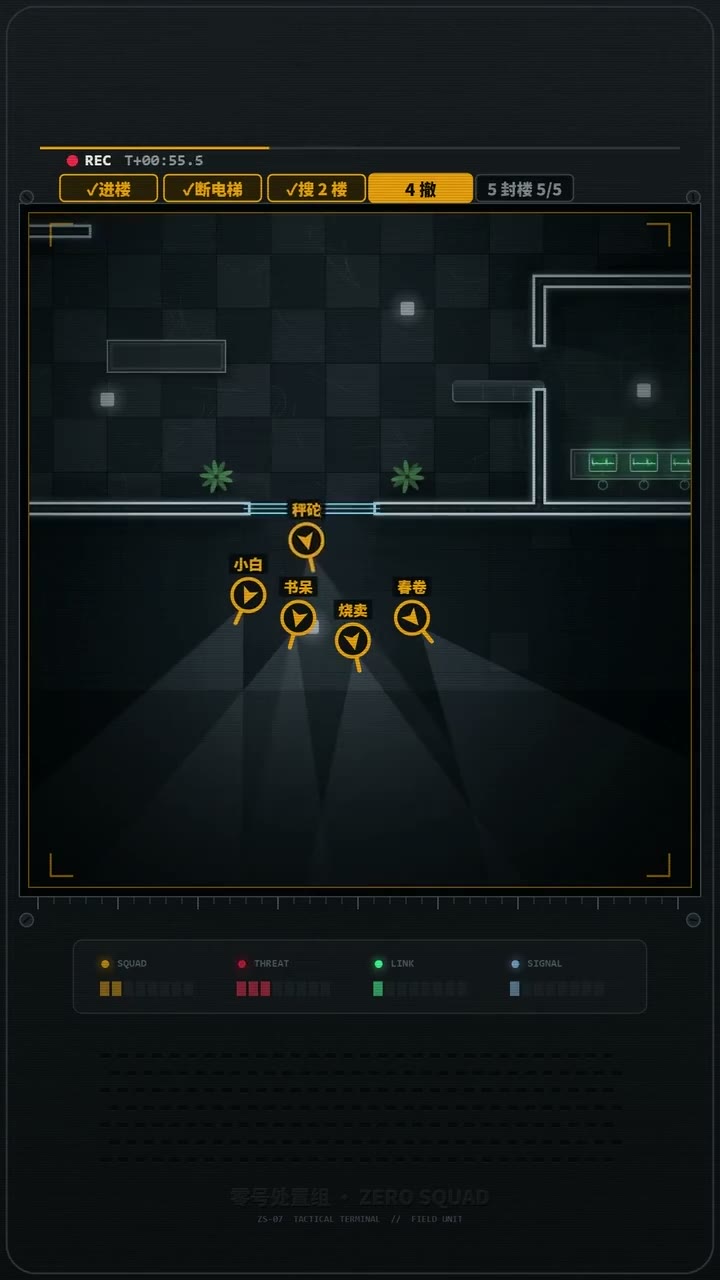 REC T+00:55.5
✓进楼 ✓断电梯 ✓搜 2 楼 4 撤 5 封楼 5/5
秤砣
小白
书呆
春卷
烧卖
SQUAD THREAT LINK SIGNAL
零号处置组 · ZERO SQUAD
ZS-07 TACTICAL TERMINAL // FIELD UNIT